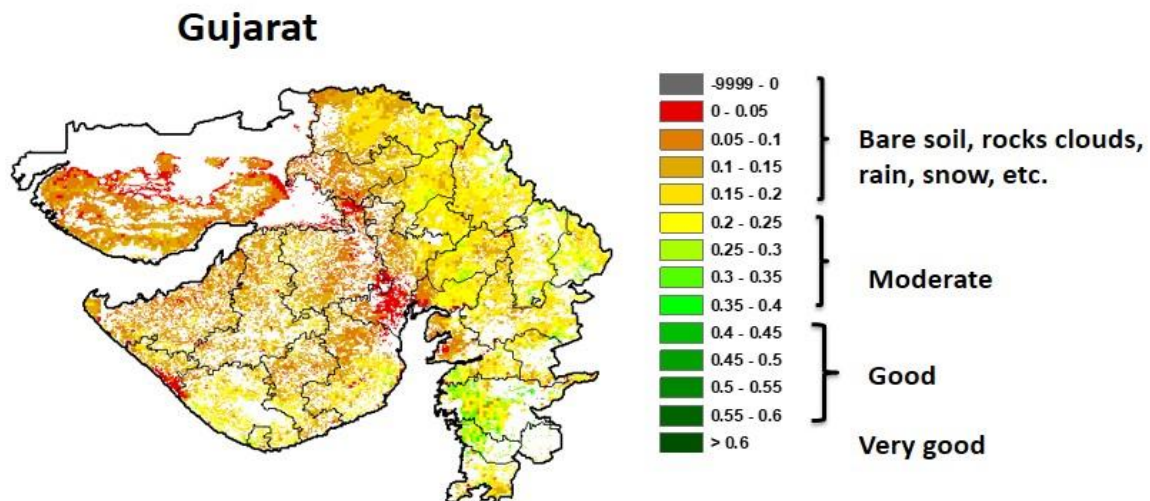 Gujarat
-9999 - 0
0 - 0.05
0.05 - 0.1
0.1 - 0.15
0.15 - 0.2
0.2 - 0.25
0.25 - 0.3
0.3 - 0.35
0.35 - 0.4
0.4 - 0.45
0.45 - 0.5
0.5 - 0.55
0.55 - 0.6
> 0.6
Bare soil, rocks clouds,
rain, snow, etc.
Moderate
Good
Very good